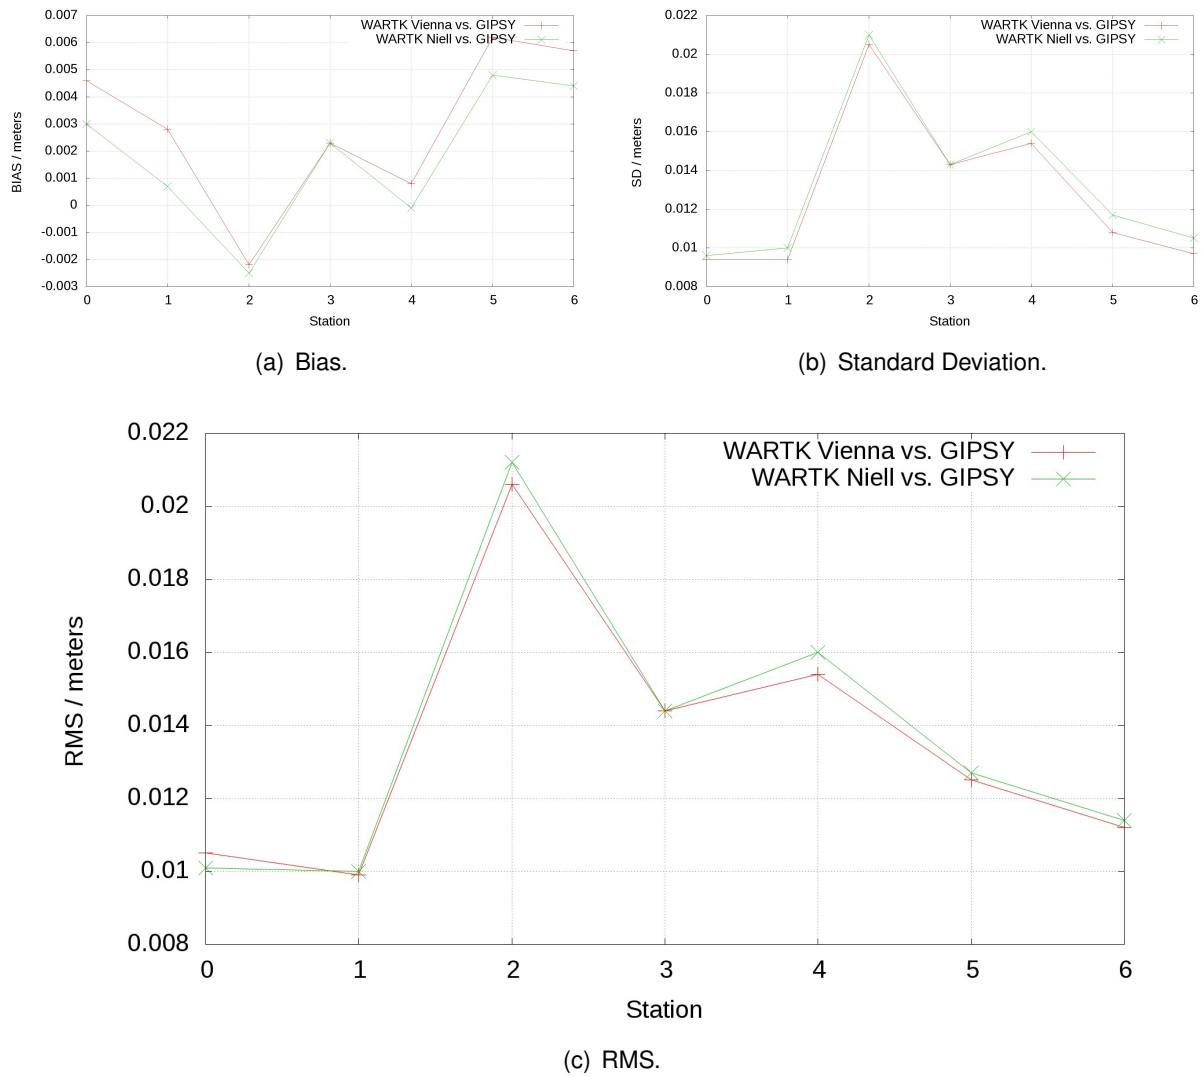 0.007
0.006
0.005
0.004
0.003
0.002
0.001
0
-0.001
-0.002
-0.003
BIAS / meters
WARTK Vienna vs. GIPSY
WARTK Niell vs. GIPSY
0 1 2 3 4 5 6
Station
(a) Bias.
0.022
0.02
0.018
0.016
0.014
0.012
0.01
0.008
SD / meters
WARTK Vienna vs. GIPSY
WARTK Niell vs. GIPSY
0 1 2 3 4 5 6
Station
(b) Standard Deviation.
0.022
0.02
0.018
0.016
0.014
0.012
0.01
0.008
RMS / meters
WARTK Vienna vs. GIPSY
WARTK Niell vs. GIPSY
0 1 2 3 4 5 6
Station
(c) RMS.